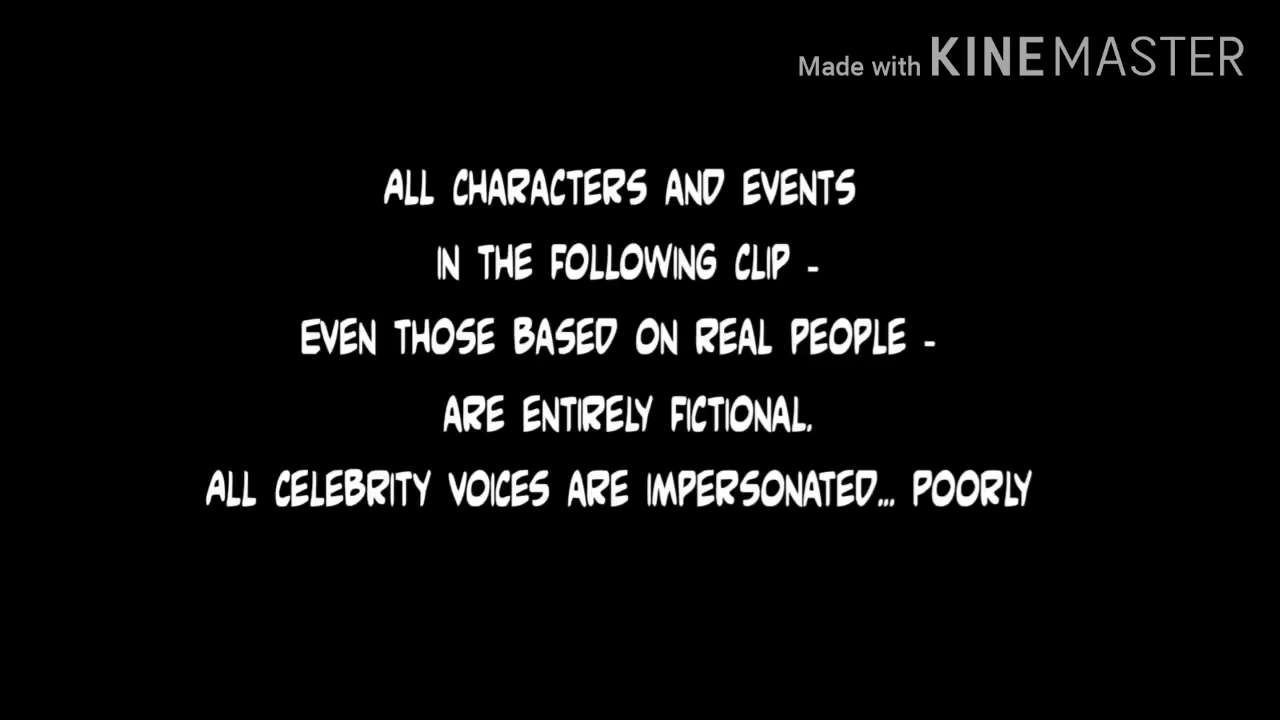 Made with KINEMASTER
ALL CHARACTERS AND EVENTS
IN THE FOLLOWING CLIP -
EVEN THOSE BASED ON REAL PEOPLE -
ARE ENTIRELY FICTIONAL.
ALL CELEBRITY VOICES ARE IMPERSONATED... POORLY